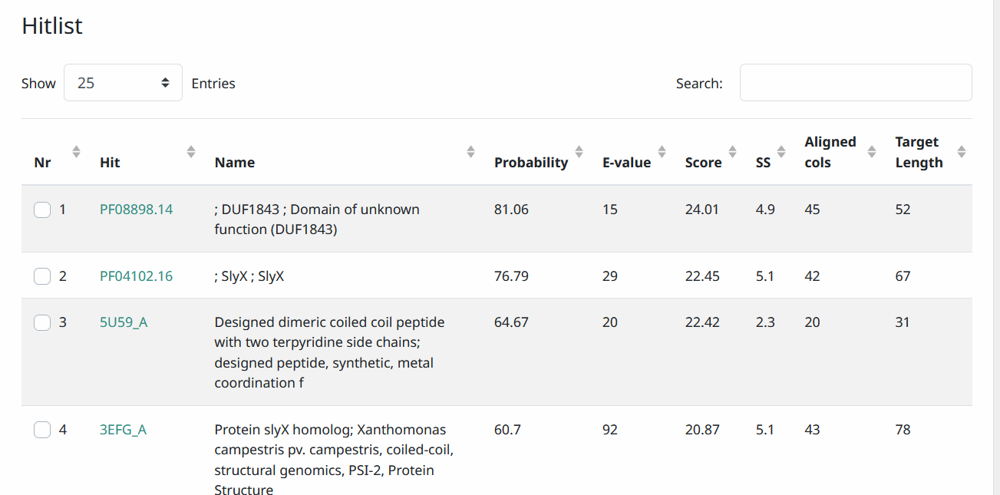 Hitlist
Show 25 Entries Search:
Nr Hit Name Probability E-value Score SS Aligned cols Target Length
1 PF08898.14 ; DUF1843 ; Domain of unknown 81.06 15 24.01 4.9 45 52
function (DUF1843)
2 PF04102.16 ; SlyX ; SlyX 76.79 29 22.45 5.1 42 67
3 5U59_A Designed dimeric coiled coil peptide 64.67 20 22.42 2.3 20 31
with two terpyridine side chains;
designed peptide, synthetic, metal
coordination f
4 3EFG_A Protein slyX homolog; Xanthomonas 60.7 92 20.87 5.1 43 78
campestris pv. campestris, coiled-coil,
structural genomics, PSI-2, Protein
Structure